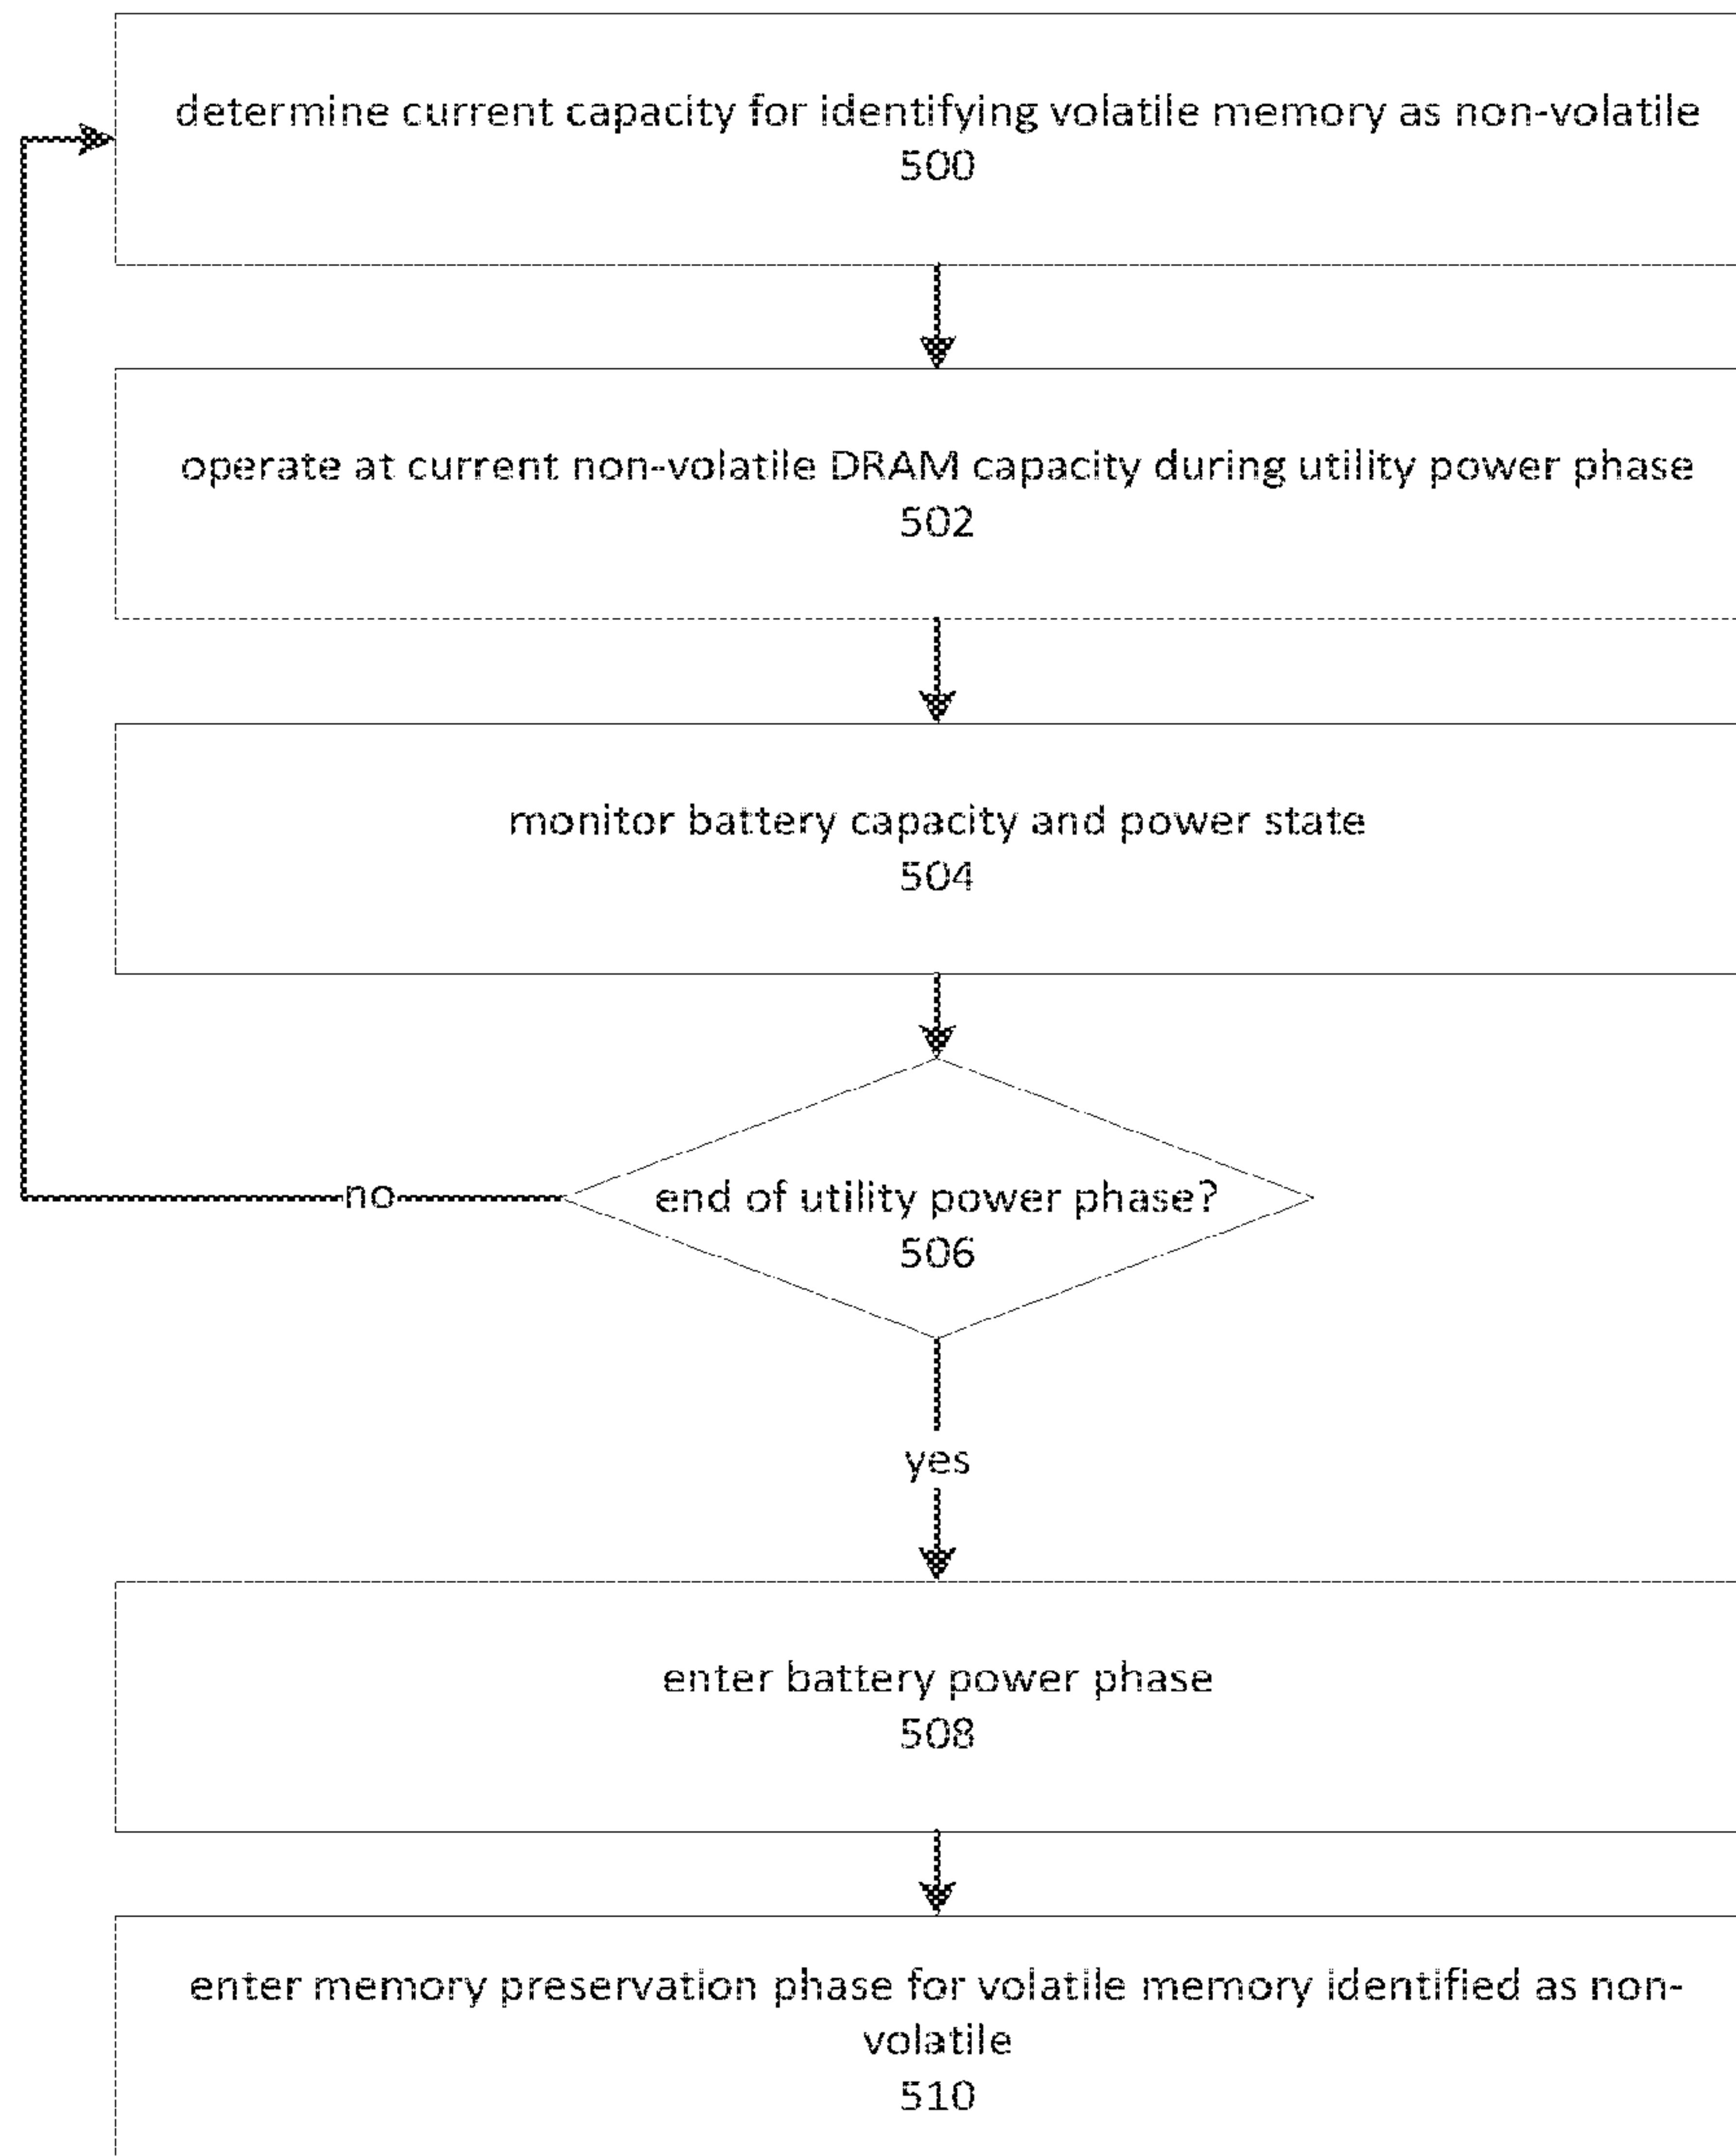 determine current capacity for identifying volatile memory as non-volatile
500
operate at current non-volatile DRAM capacity during utility power phase
502
monitor battery capacity and power state
504
end of utility power phase?
506
no
yes
enter battery power phase
508
enter memory preservation phase for volatile memory identified as non-
volatile
510